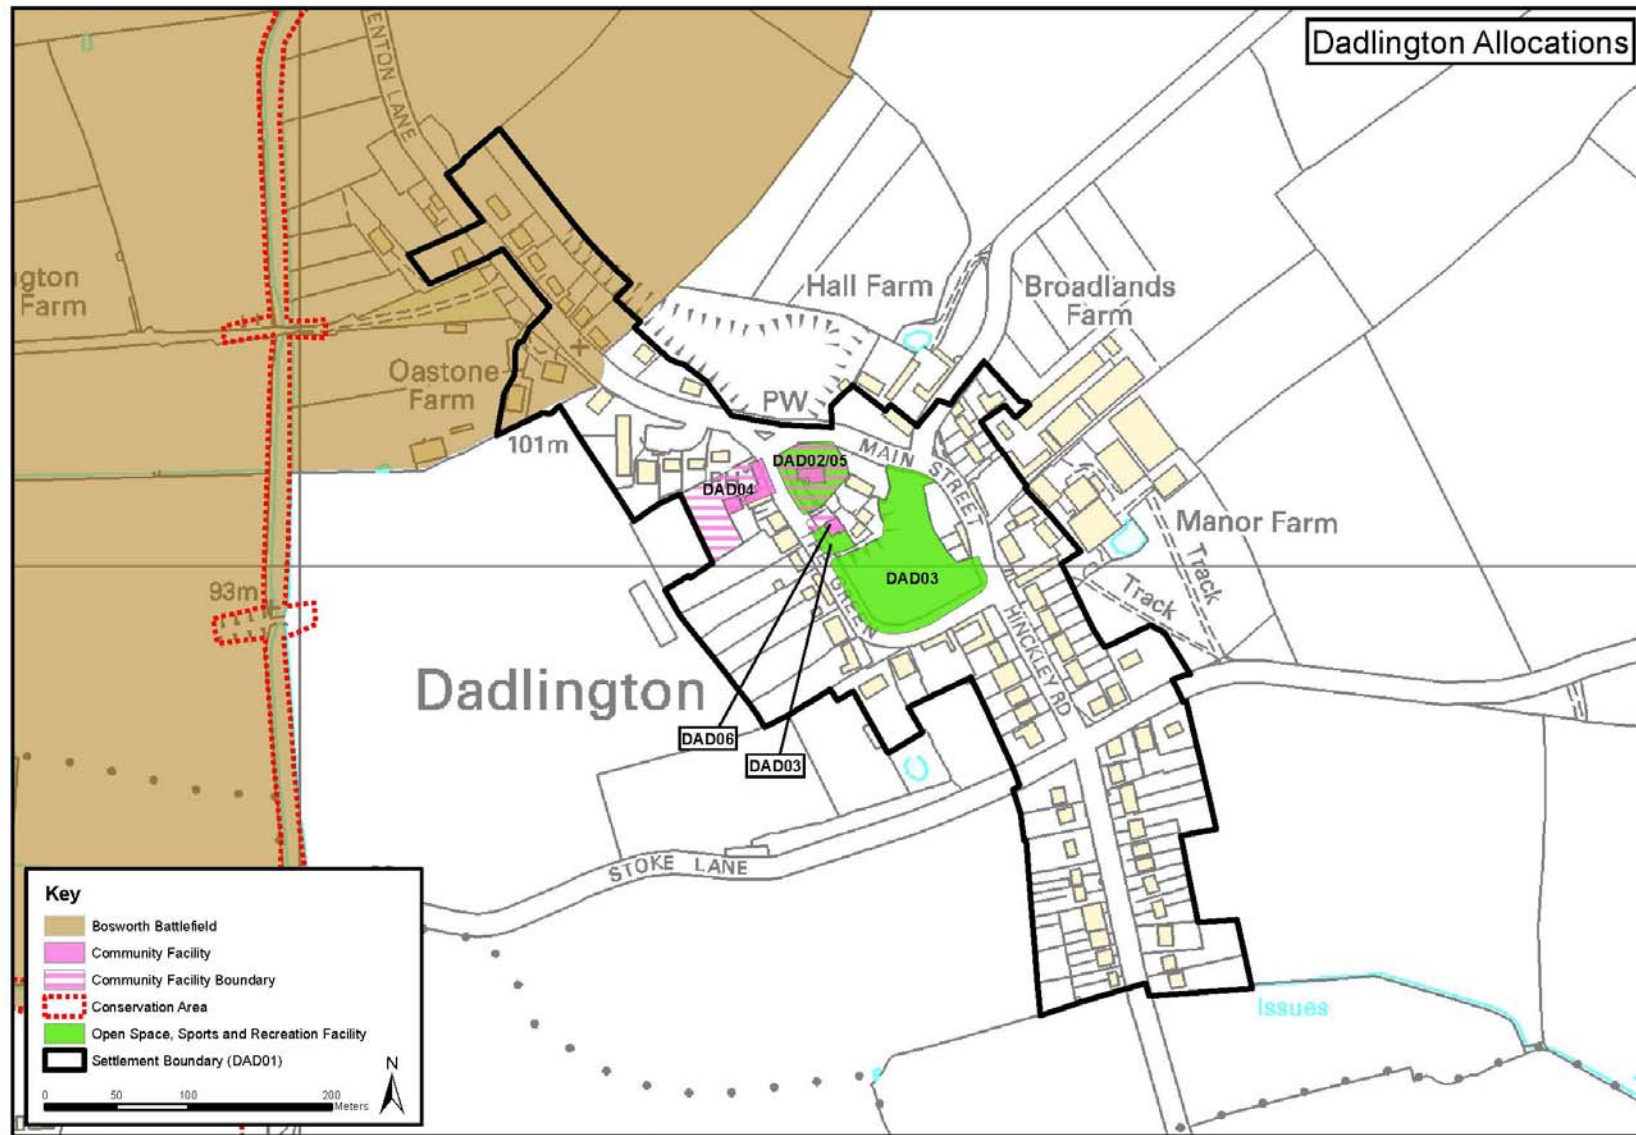 Dadlington Allocations
ENTON LANE
Hall Farm
Broadlands
Farm
gton
Farm
Oastone
Farm
PW
101m
MAIN STREET
DAD02/05
PH
DAD04
Manor Farm
DAD03
93m
Track
Track
GREEN
HINCKLEY RD
Dadlington
DAD06
DAD03
STOKE LANE
Issues
Key
Bosworth Battlefield
Community Facility
Community Facility Boundary
Conservation Area
Open Space, Sports and Recreation Facility
Settlement Boundary (DAD01)
N
0 50 100 200
Meters